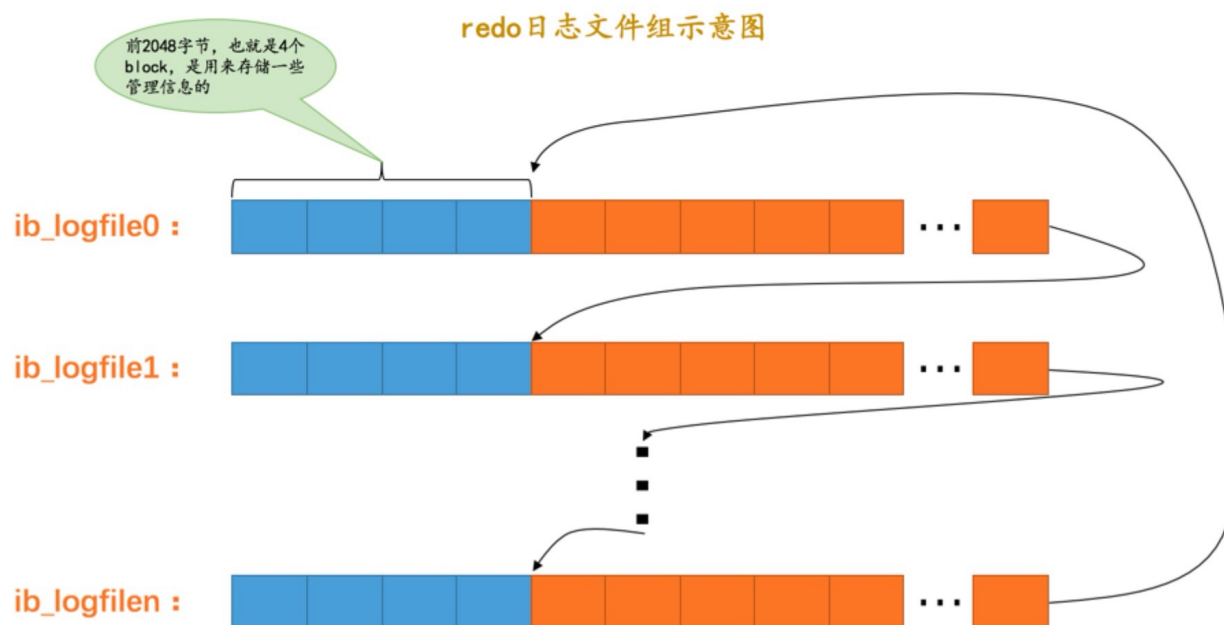 redo日志文件组示意图
前2048字节，也就是4个
block，是用来存储一些
管理信息的
ib_logfile0：
...
ib_logfile1：
...
ib_logfilen：
...